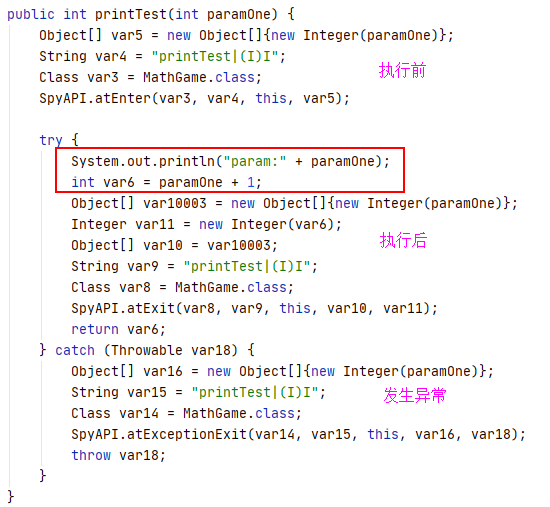 public int printTest(int paramOne) {
Object[] var5 = new Object[]{new Integer(paramOne)};
String var4 = "printTest|(I)I";
Class var3 = MathGame.class;
执行前
SpyAPI.atEnter(var3, var4, this, var5);
try {
System.out.println("param:" + paramOne);
int var6 = paramOne + 1;
Object[] var10003 = new Object[]{new Integer(paramOne)};
Integer var11 = new Integer(var6);
执行后
Object[] var10 = var10003;
String var9 = "printTest|(I)I";
Class var8 = MathGame.class;
SpyAPI.atExit(var8, var9, this, var10, var11);
return var6;
} catch (Throwable var18) {
Object[] var16 = new Object[]{new Integer(paramOne)};
String var15 = "printTest|(I)I";
发生异常
Class var14 = MathGame.class;
SpyAPI.atExceptionExit(var14, var15, this, var16, var18);
throw var18;
}
}